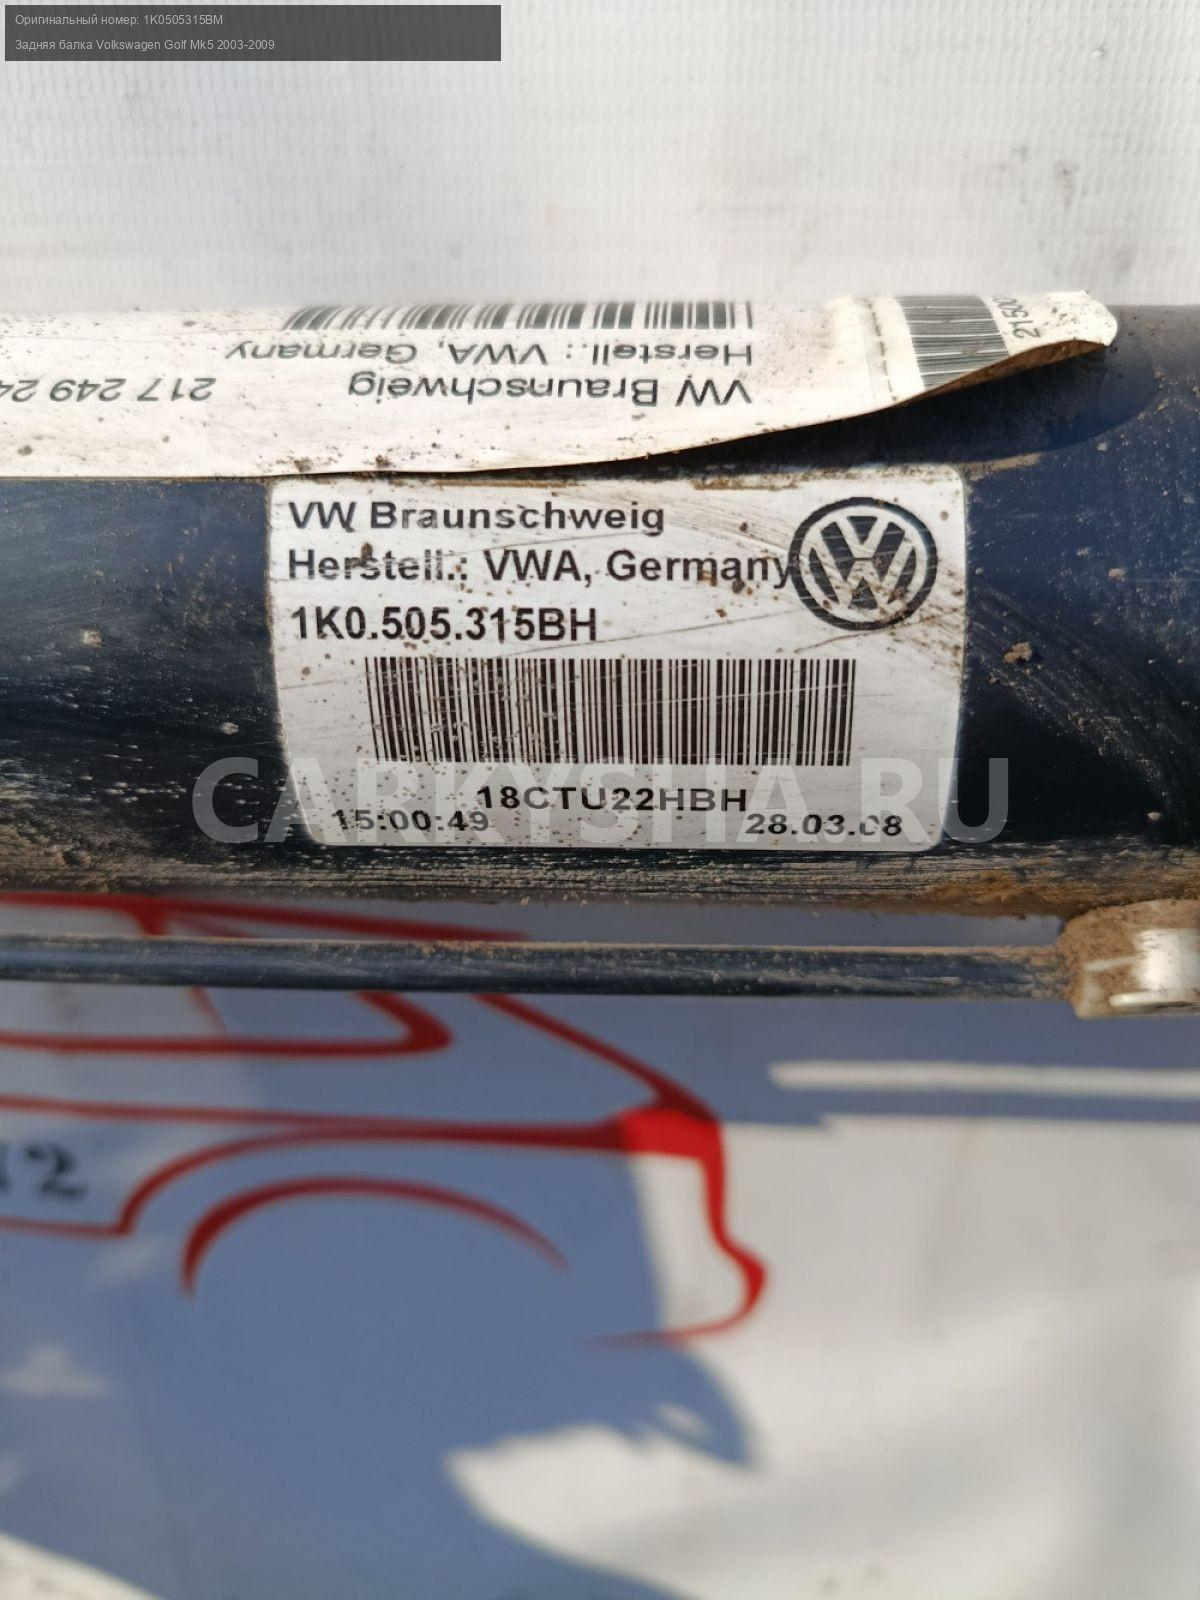 Оригинальный номер: 1K0505315BM
Задняя балка Volkswagen Golf Mk5 2003-2009
Herstell.: VWA, Germany
VW Braunschweig
217 249
VW Braunschweig
Herstell.: VWA, Germany
1K0.505.315BH
18CTU22HBH
15:00:49
28.03.08
CARKYSHA.RU